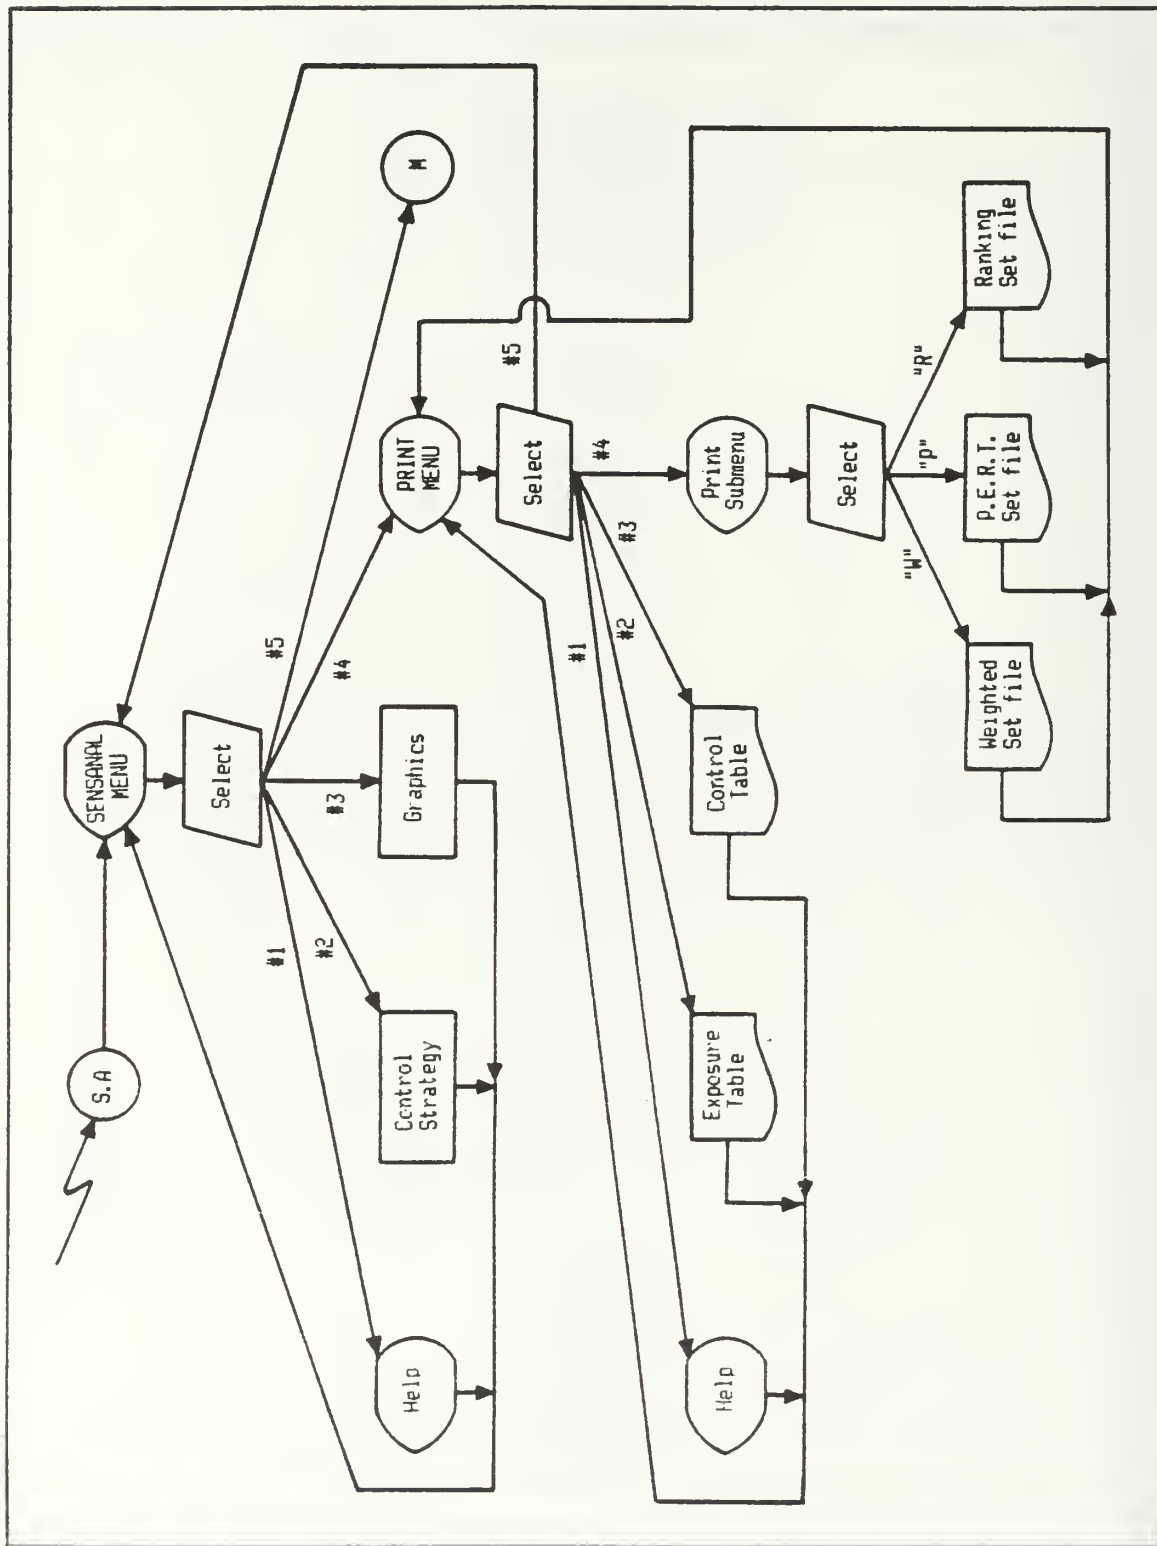 S.A
SENSANAL
MENU
Select
#1
#2
#3
#4
#5
Help
Control
Strategy
Graphics
PRINT
MENU
M
Select
#1
#2
#3
#4
#5
Help
Exposure
Table
Control
Table
Print
Submenu
Select
"W"
"P"
"R"
Weighted
Set file
P.E.R.T.
Set file
Ranking
Set file